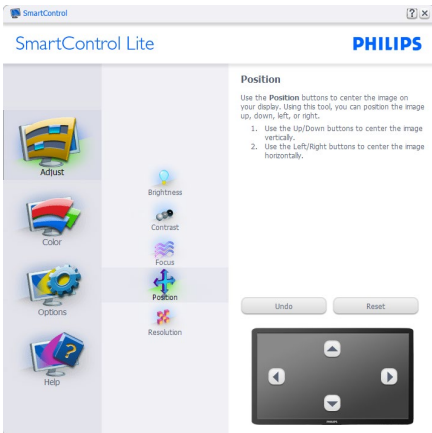 SmartControl
SmartControl Lite
PHILIPS
Adjust
Color
Options
Help
Brightness
Contrast
Focus
Position
Resolution
Position
Use the Position buttons to center the image on
your display. Using this tool, you can position the image
up, down, left, or right.
1. Use the Up/Down buttons to center the image
vertically.
2. Use the Left/Right buttons to center the image
horizontally.
Undo
Reset
PHILIPS